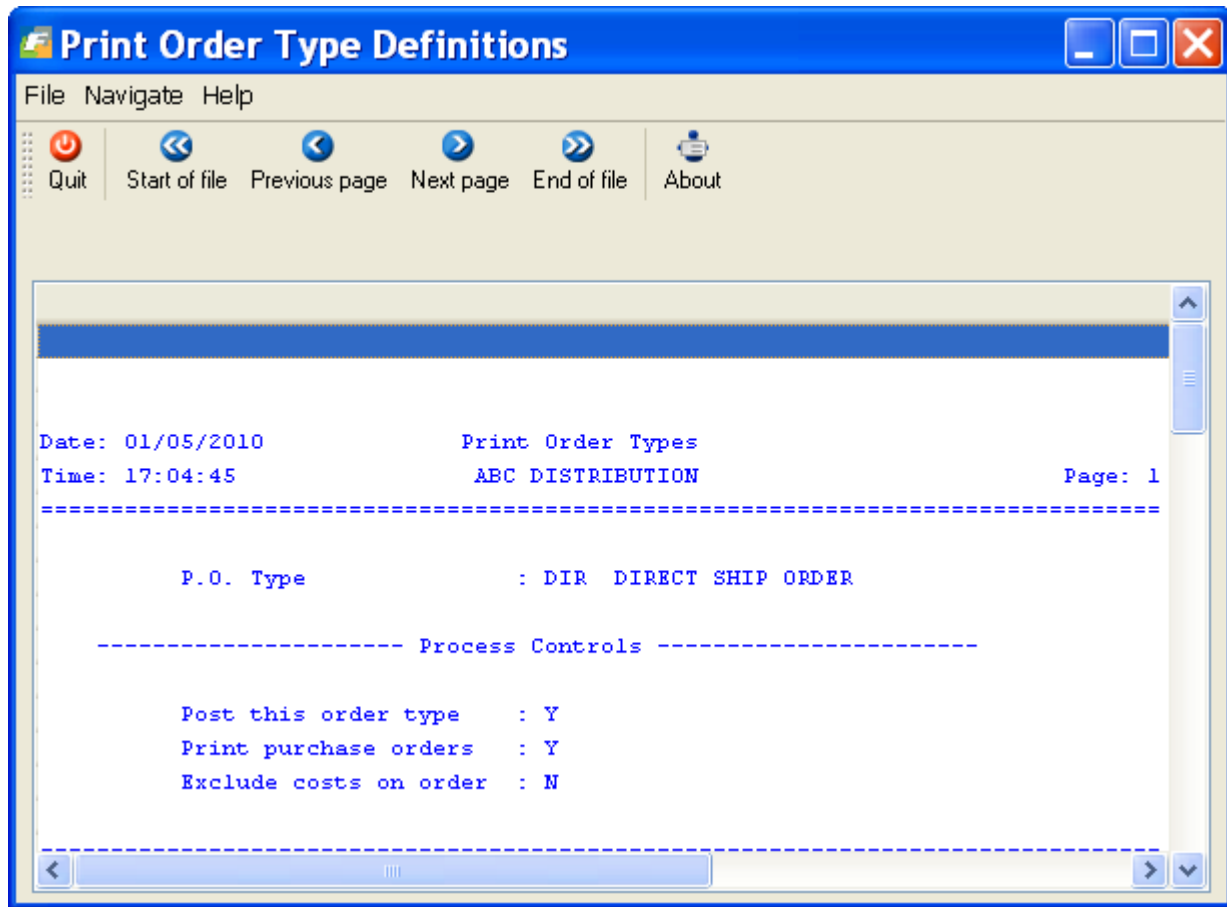 Print Order Type Definitions
File Navigate Help
Quit Start of file Previous page Next page End of file About
Date: 01/05/2010 Print Order Types
Time: 17:04:45 ABC DISTRIBUTION Page: 1
================================================================================
P.O. Type : DIR DIRECT SHIP ORDER
---------------------- Process Controls -----------------------
Post this order type : Y
Print purchase orders : Y
Exclude costs on order : N
--------------------------------------------------------------------------------